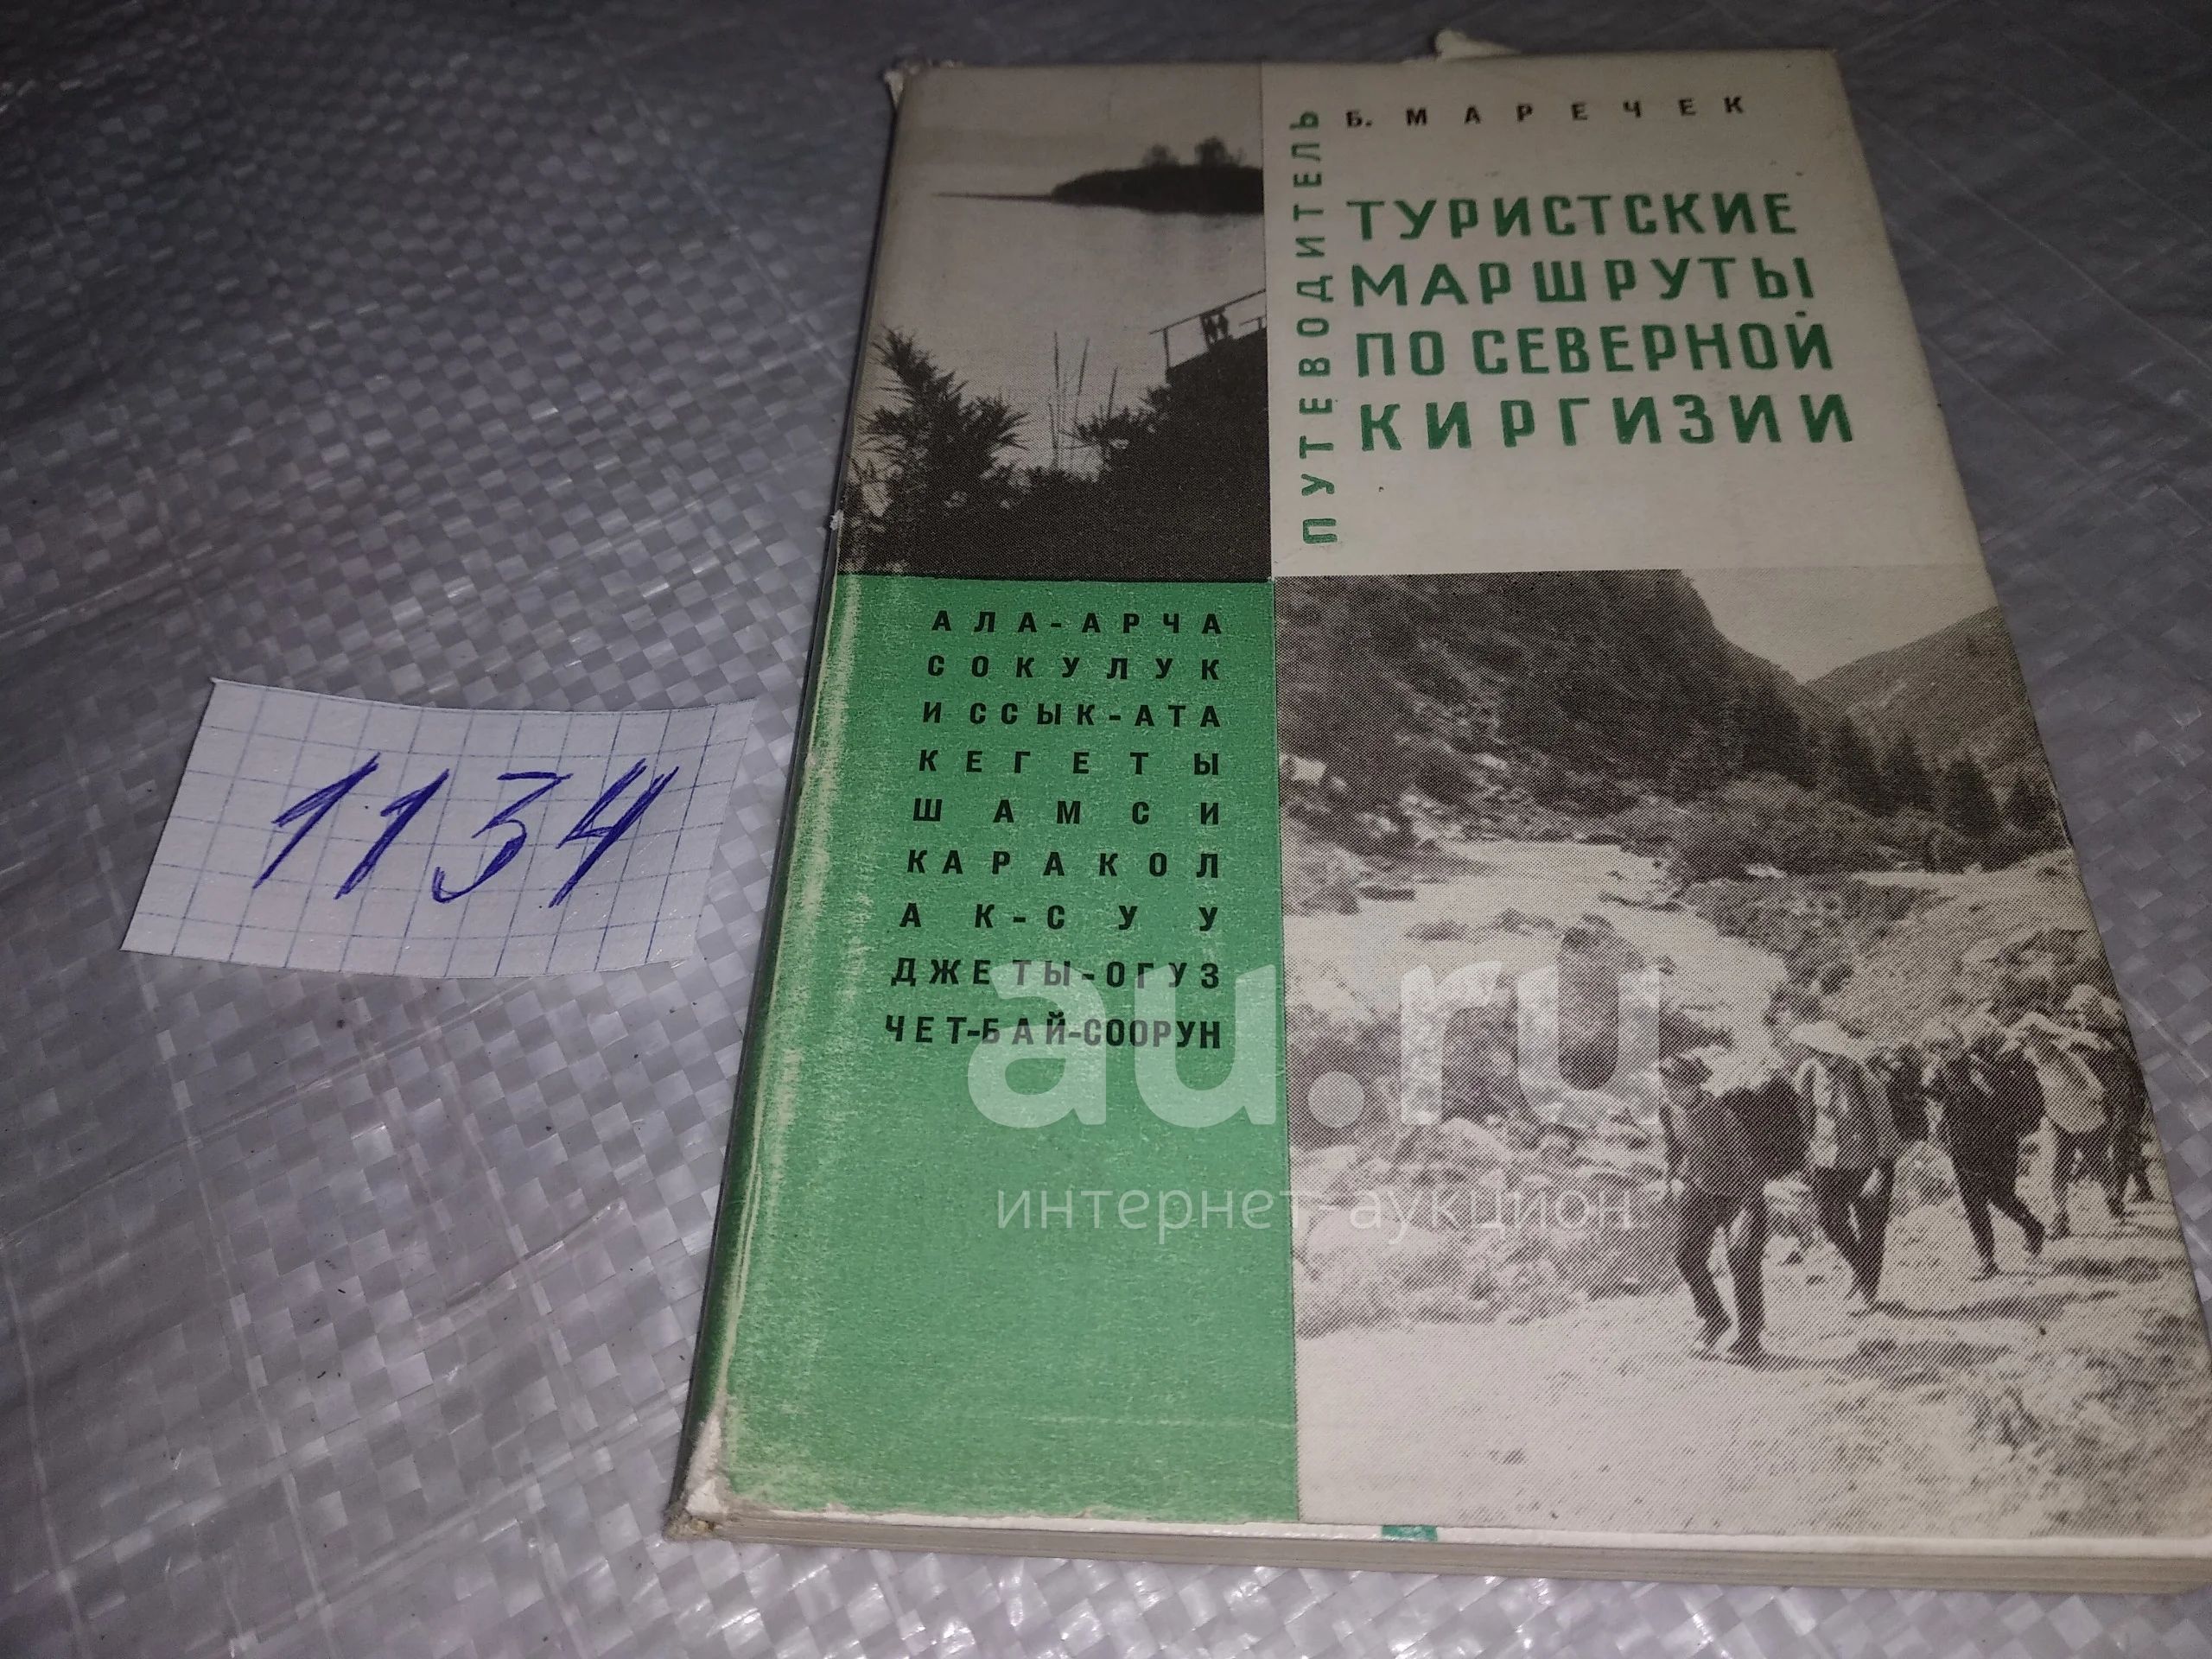 Б. МАРЕЧЕК
ПУТЕВОДИТЕЛЬ
ТУРИСТСКИЕ
МАРШРУТЫ
ПО СЕВЕРНОЙ
КИРГИЗИИ
АЛА-АРЧА
СОКУЛУК
ИССЫК-АТА
КЕГЕТЫ
ШАМСИ
КАРАКОЛ
АК-СУУ
ДЖЕТЫ-ОГУЗ
ЧЕТ-БАЙ-СООРУН
1134
au.ru
интернет-аукцион